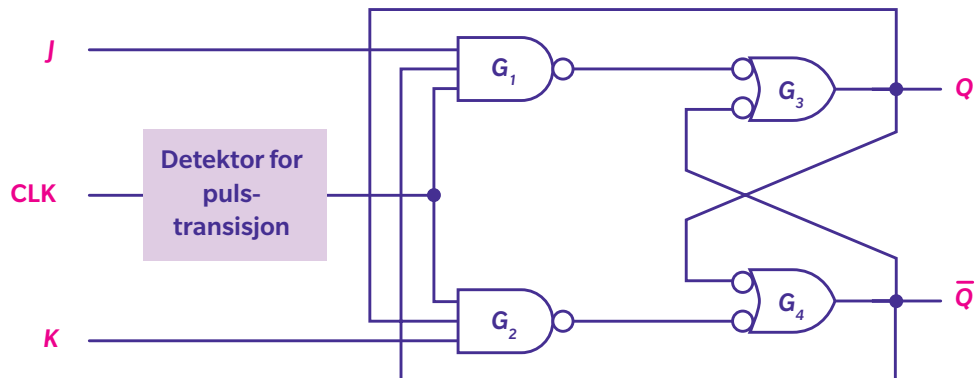 J
G1
G3
Q
Detektor for
puls-
transisjon
CLK
G2
G4
Q̅
K